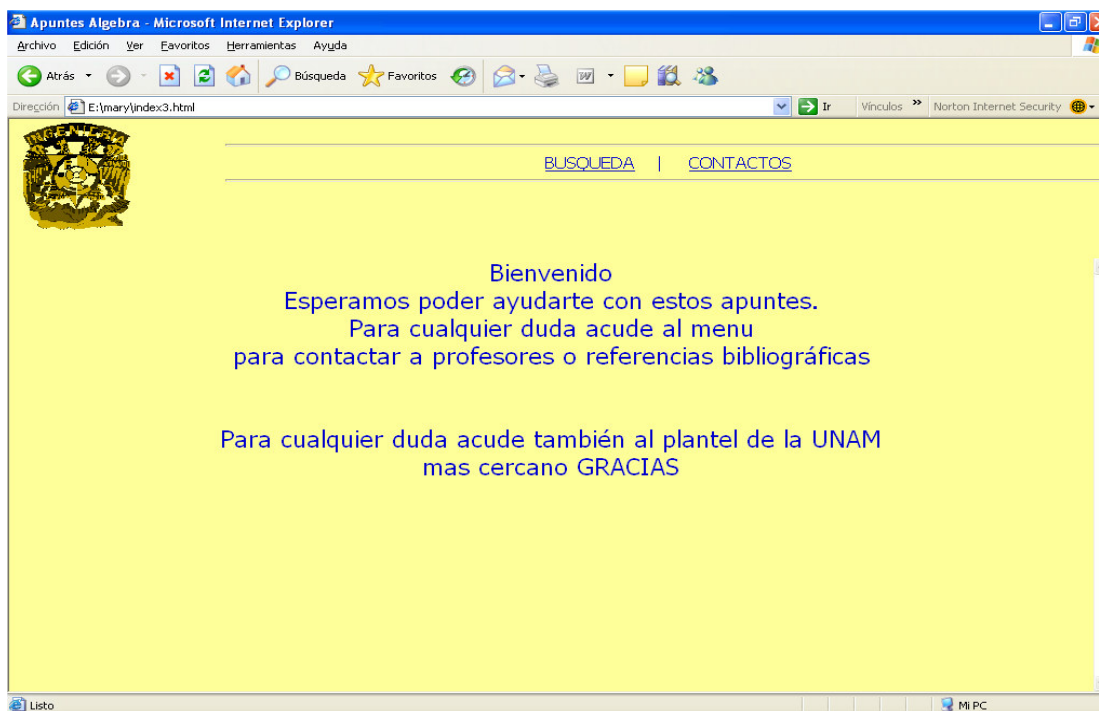 Apuntes Algebra - Microsoft Internet Explorer
Archivo Edición Ver Favoritos Herramientas Ayuda
Atrás Búsqueda Favoritos
Dirección E:\mary\index3.html Ir Vínculos » Norton Internet Security
INGENIERIA
BUSQUEDA | CONTACTOS
Bienvenido
Esperamos poder ayudarte con estos apuntes.
Para cualquier duda acude al menu
para contactar a profesores o referencias bibliográficas
Para cualquier duda acude también al plantel de la UNAM
mas cercano GRACIAS
Listo Mi PC